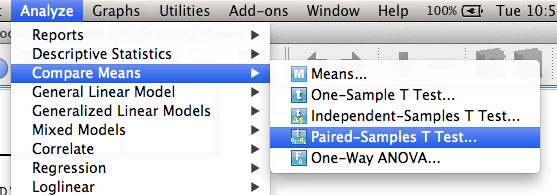 Analyze Graphs Utilities Add-ons Window Help 100% Tue 10:5
Reports
Descriptive Statistics
Compare Means
General Linear Model
Generalized Linear Models
Mixed Models
Correlate
Regression
Loglinear
Means...
One-Sample T Test...
Independent-Samples T Test...
Paired-Samples T Test...
One-Way ANOVA...